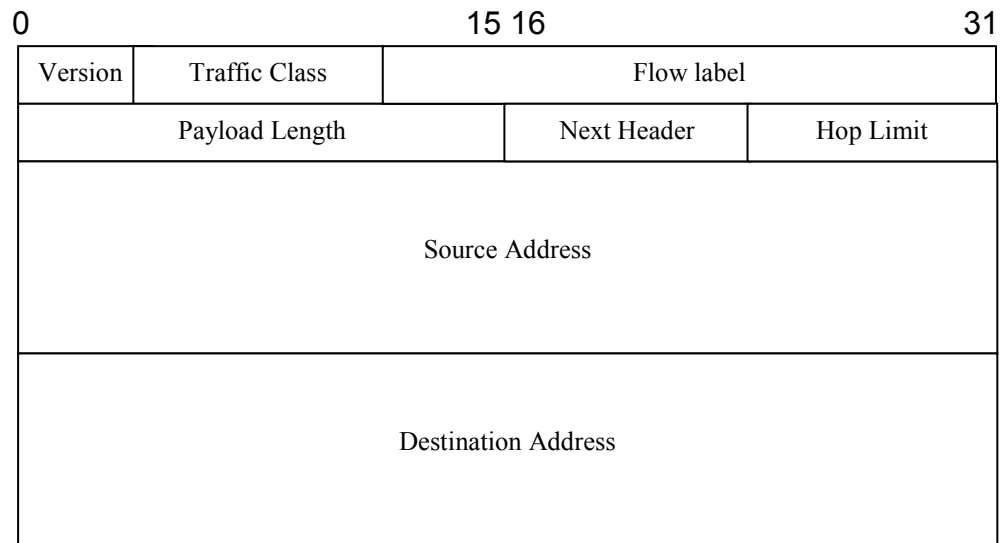 0 15 16 31
Version Traffic Class Flow label
Payload Length Next Header Hop Limit
Source Address
Destination Address